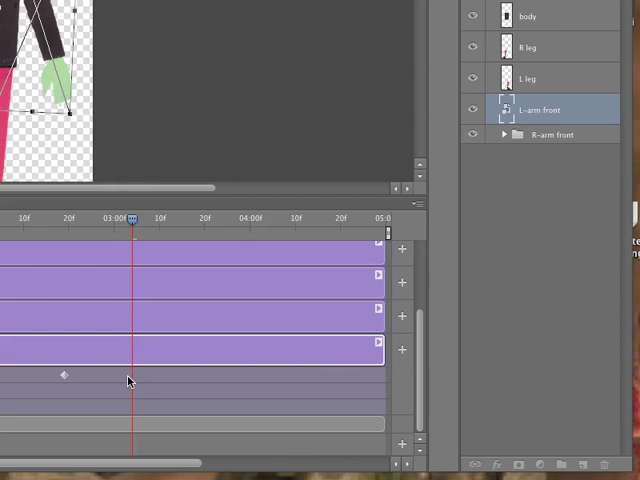 body
R leg
L leg
L-arm front
R-arm front
10f 20f 03:00f 10f 20f 04:00f 10f 20f 05:0
fx